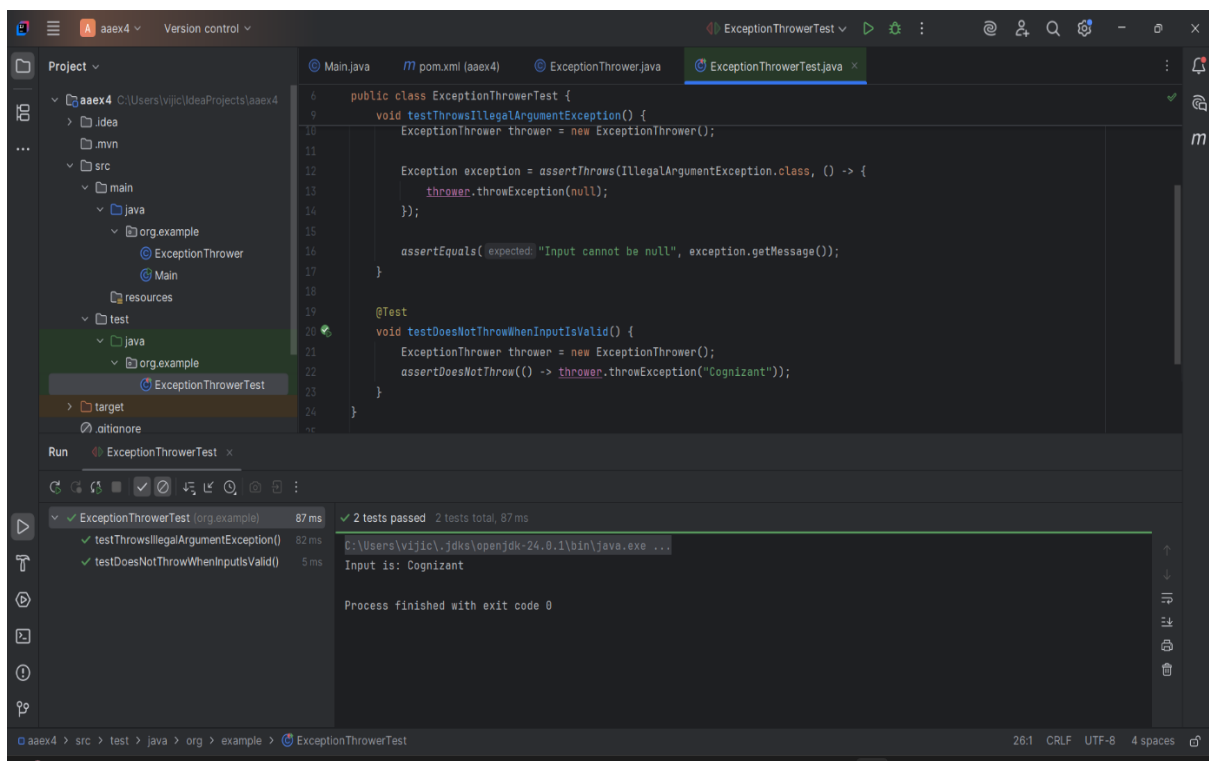 A aaex4 Version control ExceptionThrowerTest
Project
Main.java m pom.xml (aaex4) ExceptionThrower.java ExceptionThrowerTest.java
aaex4 C:\Users\vijic\IdeaProjects\aaex4
.idea
.mvn
src
main
java
org.example
ExceptionThrower
Main
resources
test
java
org.example
ExceptionThrowerTest
target
.gitignore
6 public class ExceptionThrowerTest {
9 void testThrowsIllegalArgumentException() {
10 ExceptionThrower thrower = new ExceptionThrower();
11
12 Exception exception = assertThrows(IllegalArgumentException.class, () -> {
13 thrower.throwException(null);
14 });
15
16 assertEquals( expected: "Input cannot be null", exception.getMessage());
17 }
18
19 @Test
20 void testDoesNotThrowWhenInputIsValid() {
21 ExceptionThrower thrower = new ExceptionThrower();
22 assertDoesNotThrow(() -> thrower.throwException("Cognizant"));
23 }
24 }
25
m
Run ExceptionThrowerTest
ExceptionThrowerTest (org.example) 87 ms
testThrowsIllegalArgumentException() 82 ms
testDoesNotThrowWhenInputIsValid() 5 ms
2 tests passed 2 tests total, 87 ms
C:\Users\vijic\.jdks\openjdk-24.0.1\bin\java.exe ...
Input is: Cognizant
Process finished with exit code 0
aaex4 > src > test > java > org > example > ExceptionThrowerTest 26:1 CRLF UTF-8 4 spaces